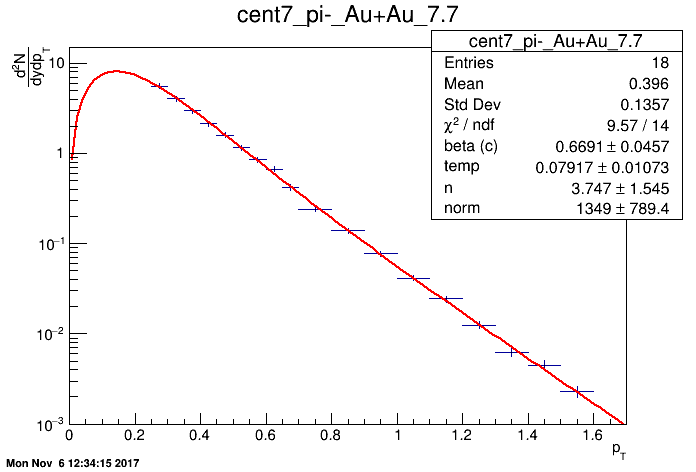 cent7_pi-_Au+Au_7.7
cent7_pi-_Au+Au_7.7
Entries 18
Mean 0.396
Std Dev 0.1357
χ² / ndf 9.57 / 14
beta (c) 0.6691 ± 0.0457
temp 0.07917 ± 0.01073
n 3.747 ± 1.545
norm 1349 ± 789.4
d²N
dydp_T
10
1
10⁻¹
10⁻²
10⁻³
0 0.2 0.4 0.6 0.8 1 1.2 1.4 1.6
p_T
Mon Nov 6 12:34:15 2017